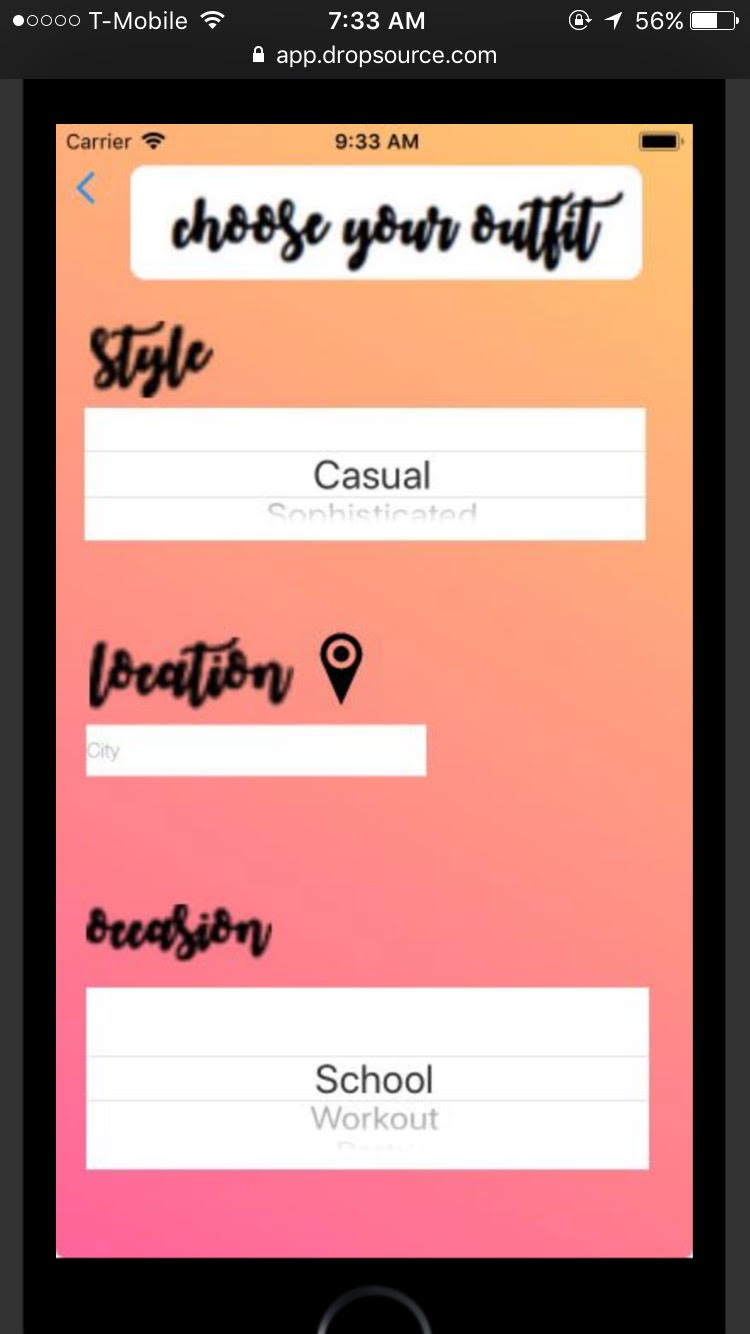 T-Mobile 7:33 AM 56%
app.dropsource.com
Carrier 9:33 AM
choose your outfit
Style
Casual
Sophisticated
location
City
occasion
School
Workout